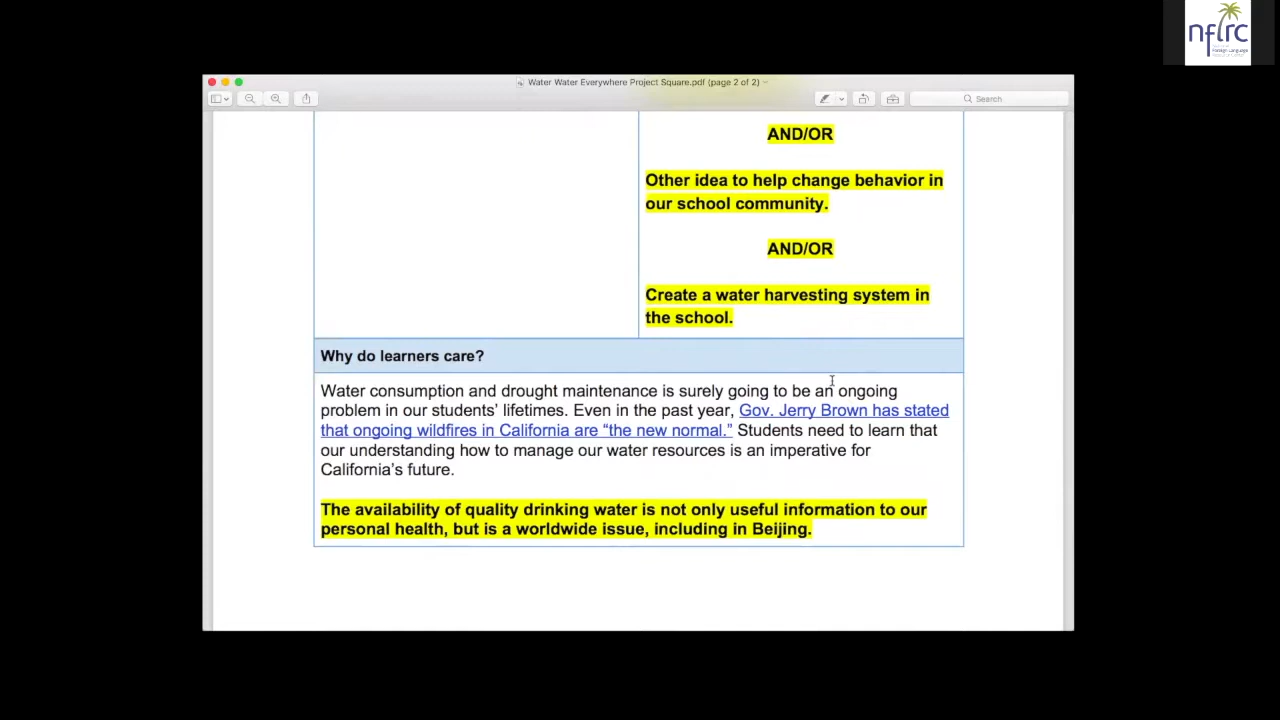 nflrc
Foreign Language
Water Water Everywhere Project Square.pdf (page 2 of 2)
Search
AND/OR
Other idea to help change behavior in
our school community.
AND/OR
Create a water harvesting system in
the school.
Why do learners care?
Water consumption and drought maintenance is surely going to be an ongoing
problem in our students’ lifetimes. Even in the past year, Gov. Jerry Brown has stated
that ongoing wildfires in California are “the new normal.” Students need to learn that
our understanding how to manage our water resources is an imperative for
California’s future.
The availability of quality drinking water is not only useful information to our
personal health, but is a worldwide issue, including in Beijing.